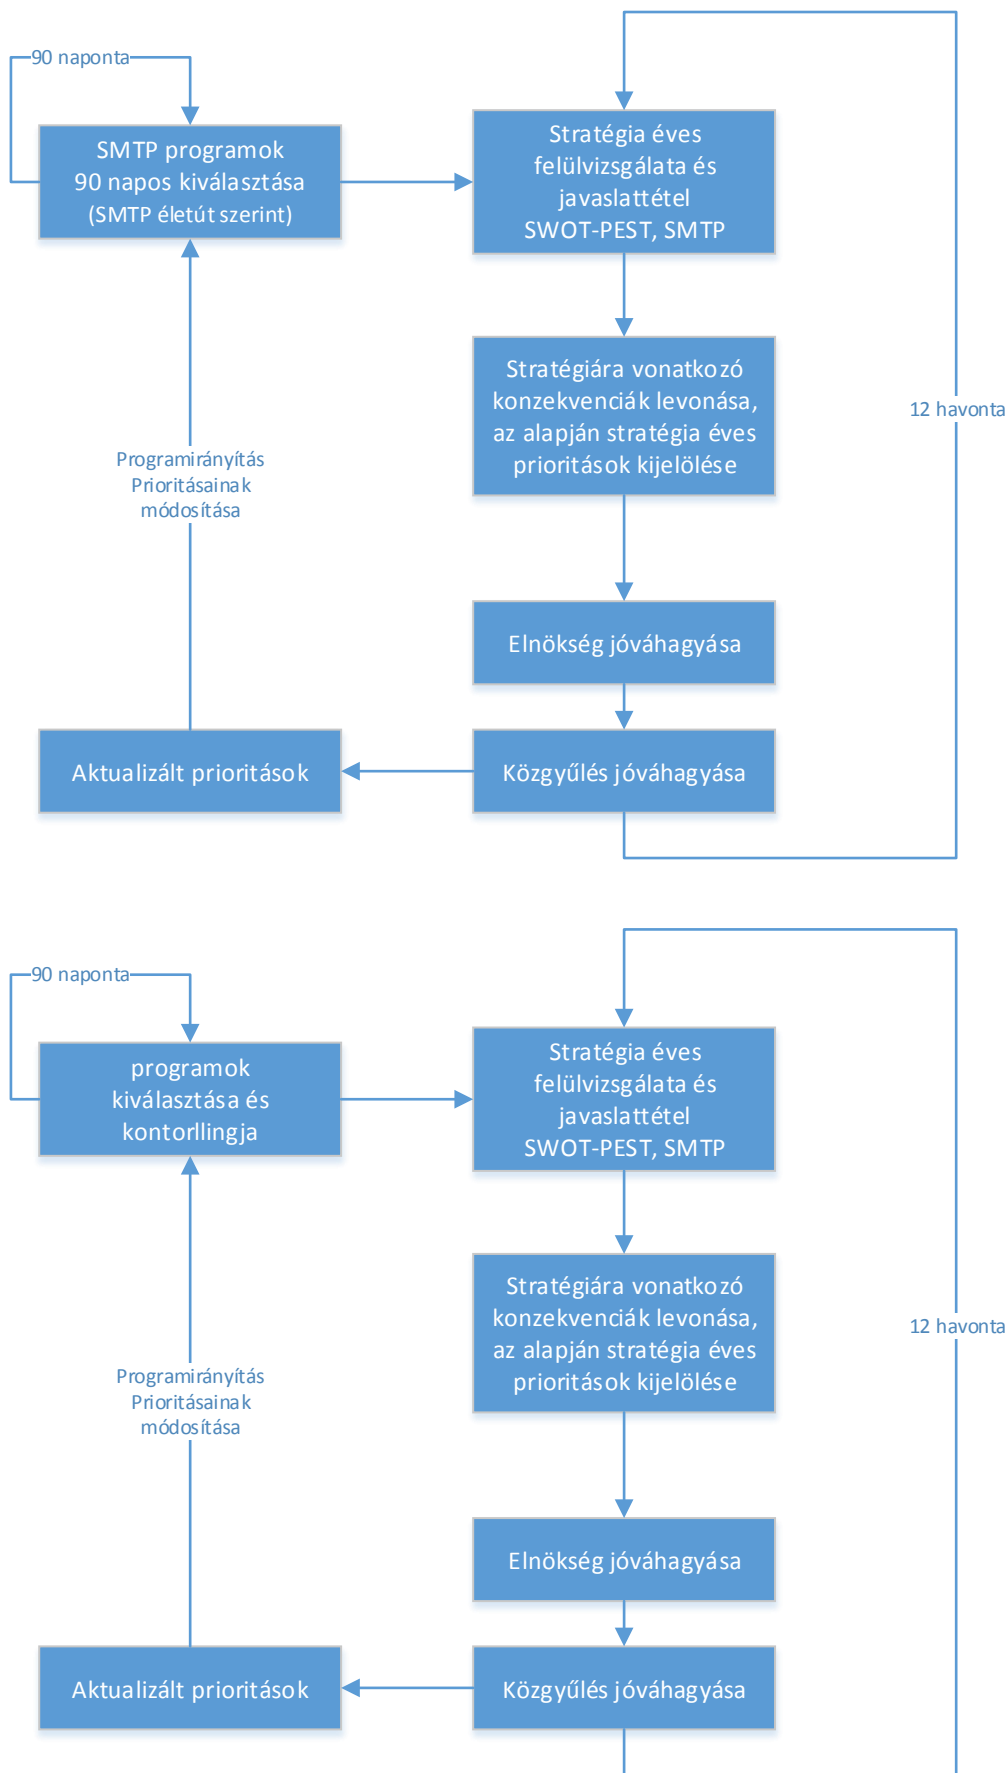 90 naponta
SMTP programok
90 napos kiválasztása
(SMTP életút szerint)
Stratégia éves
felülvizsgálata és
javaslattétel
SWOT-PEST, SMTP
Stratégiára vonatkozó
konzekvenciák levonása,
az alapján stratégia éves
prioritások kijelölése
12 havonta
Programirányítás
Prioritásainak
módosítása
Elnökség jóváhagyása
Aktualizált prioritások
Közgyűlés jóváhagyása
90 naponta
programok
kiválasztása és
kontorllingja
Stratégia éves
felülvizsgálata és
javaslattétel
SWOT-PEST, SMTP
Stratégiára vonatkozó
konzekvenciák levonása,
az alapján stratégia éves
prioritások kijelölése
12 havonta
Programirányítás
Prioritásainak
módosítása
Elnökség jóváhagyása
Aktualizált prioritások
Közgyűlés jóváhagyása